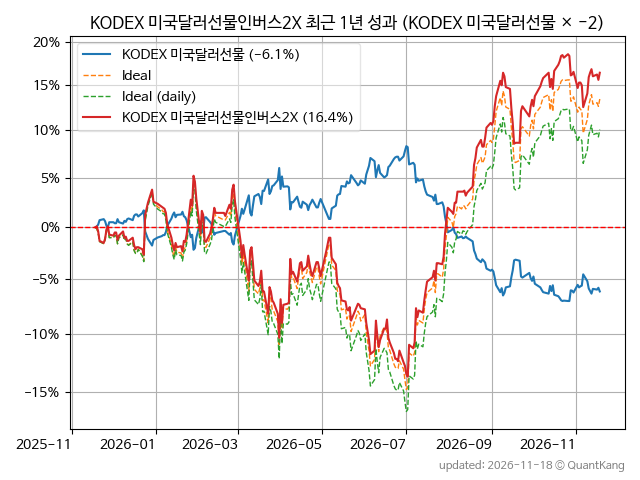 KODEX 미국달러선물인버스2X 최근 1년 성과 (KODEX 미국달러선물 × −2)
20%
15%
10%
5%
0%
−5%
−10%
−15%
KODEX 미국달러선물 (−6.1%)
Ideal
Ideal (daily)
KODEX 미국달러선물인버스2X (16.4%)
2025-11
2026-01
2026-03
2026-05
2026-07
2026-09
2026-11
updated: 2026-11-18 © QuantKang